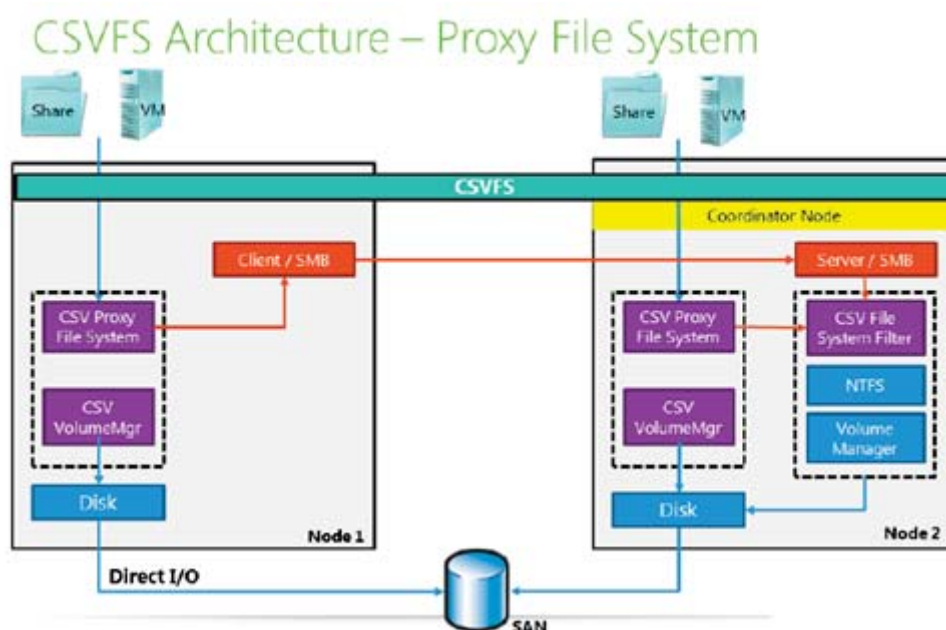 CSVFS Architecture – Proxy File System
Share
VM
Share
VM
CSVFS
Coordinator Node
Client / SMB
Server / SMB
CSV Proxy
File System
CSV Proxy
File System
CSV File
System Filter
NTFS
CSV
VolumeMgr
CSV
VolumeMgr
Volume
Manager
Disk
Disk
Node 1
Node 2
Direct I/O
SAN